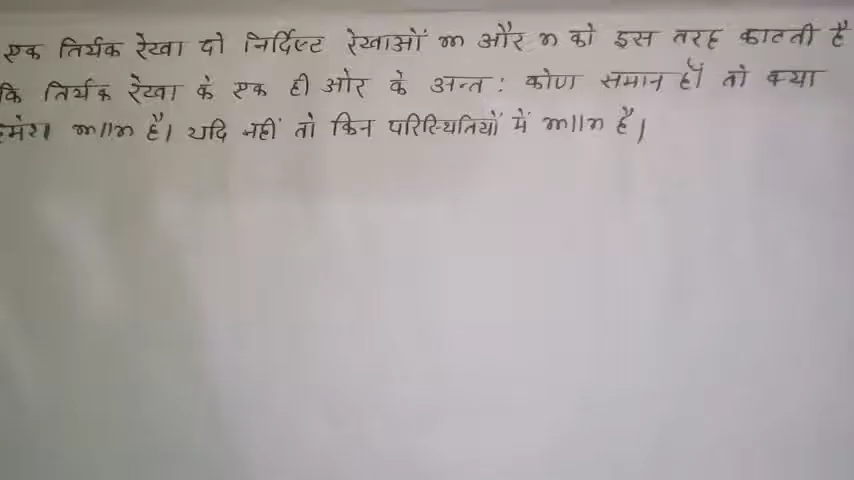 एक तिर्यक रेखा दो निर्दिष्ट रेखाओं m और n को इस तरह काटती है
कि तिर्यक रेखा के एक ही ओर के अन्त: कोण समान हों तो क्या
हमेशा m||n है। यदि नहीं तो किन परिस्थितियों में m||n है।